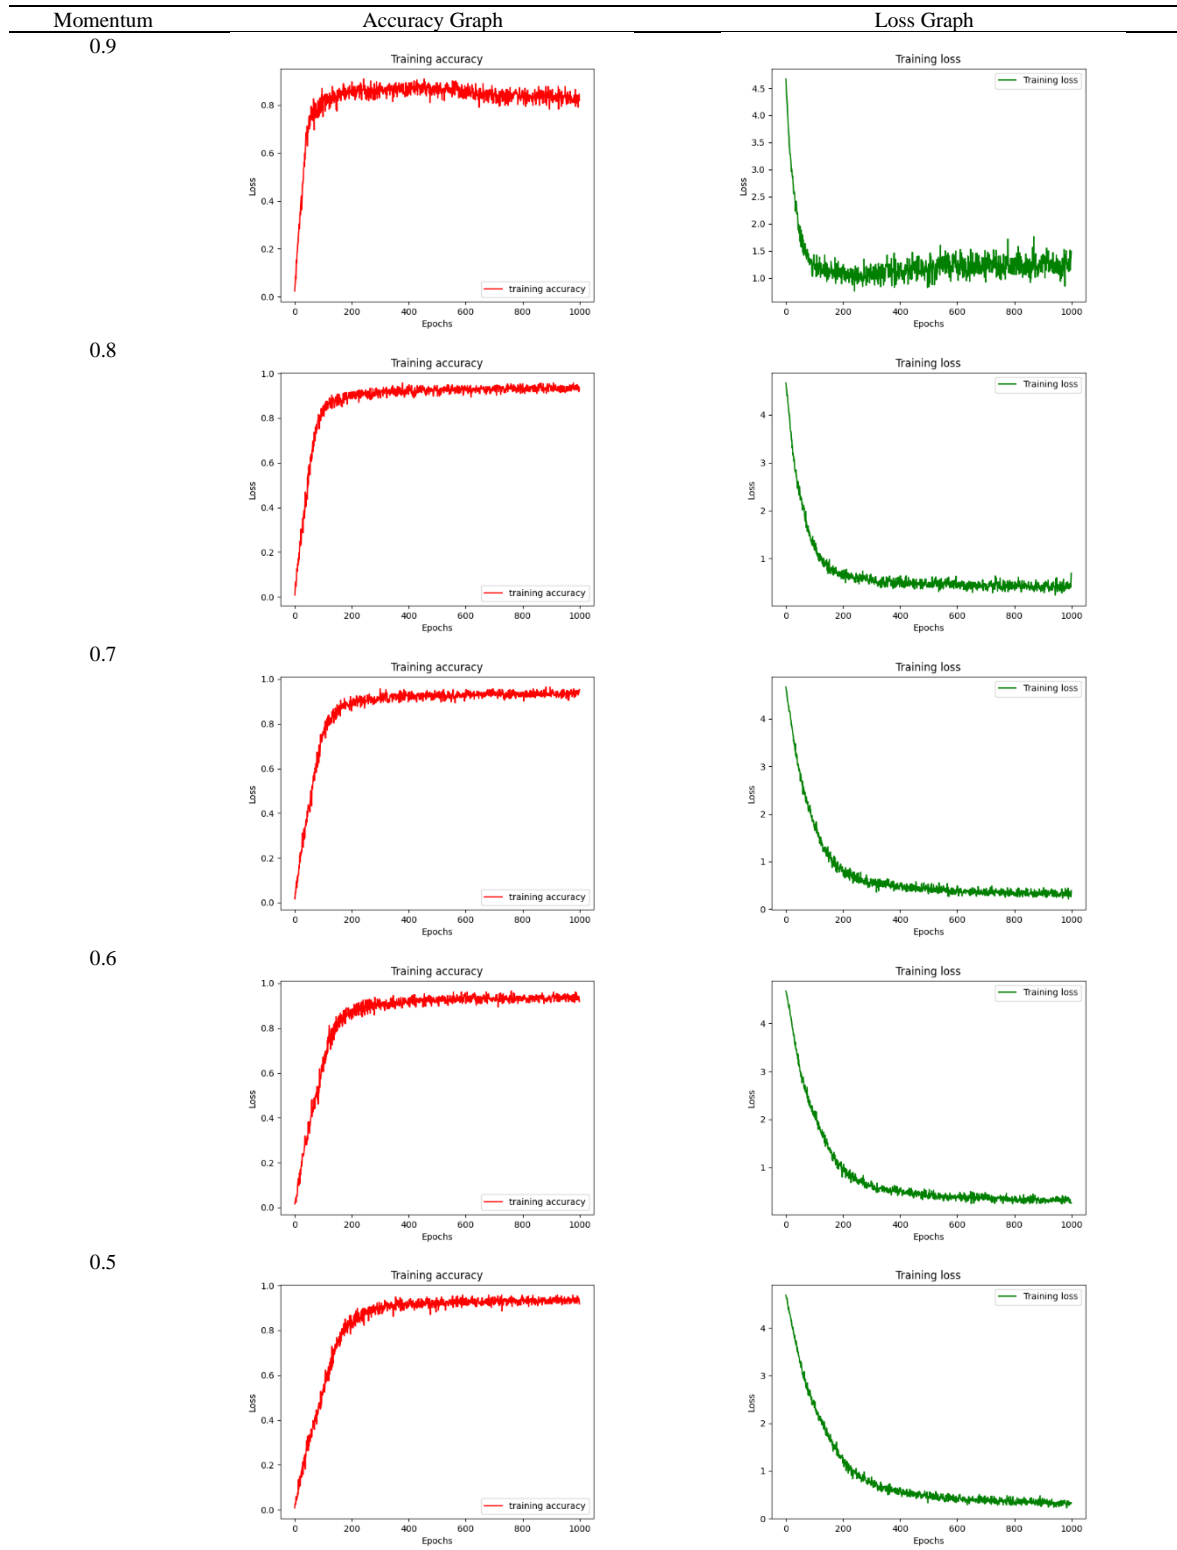 Momentum Accuracy Graph Loss Graph
0.9
Training accuracy
0.8
0.6
0.4
0.2
0.0
Loss
training accuracy
0 200 400 600 800 1000
Epochs
Training loss
4.5
4.0
3.5
3.0
2.5
2.0
1.5
1.0
Loss
Training loss
0 200 400 600 800 1000
Epochs
0.8
Training accuracy
1.0
0.8
0.6
0.4
0.2
0.0
Loss
training accuracy
0 200 400 600 800 1000
Epochs
Training loss
4
3
2
1
Loss
Training loss
0 200 400 600 800 1000
Epochs
0.7
Training accuracy
1.0
0.8
0.6
0.4
0.2
0.0
Loss
training accuracy
0 200 400 600 800 1000
Epochs
Training loss
4
3
2
1
0
Loss
Training loss
0 200 400 600 800 1000
Epochs
0.6
Training accuracy
1.0
0.8
0.6
0.4
0.2
0.0
Loss
training accuracy
0 200 400 600 800 1000
Epochs
Training loss
4
3
2
1
Loss
Training loss
0 200 400 600 800 1000
Epochs
0.5
Training accuracy
1.0
0.8
0.6
0.4
0.2
0.0
Loss
training accuracy
0 200 400 600 800 1000
Epochs
Training loss
4
3
2
1
0
Loss
Training loss
0 200 400 600 800 1000
Epochs